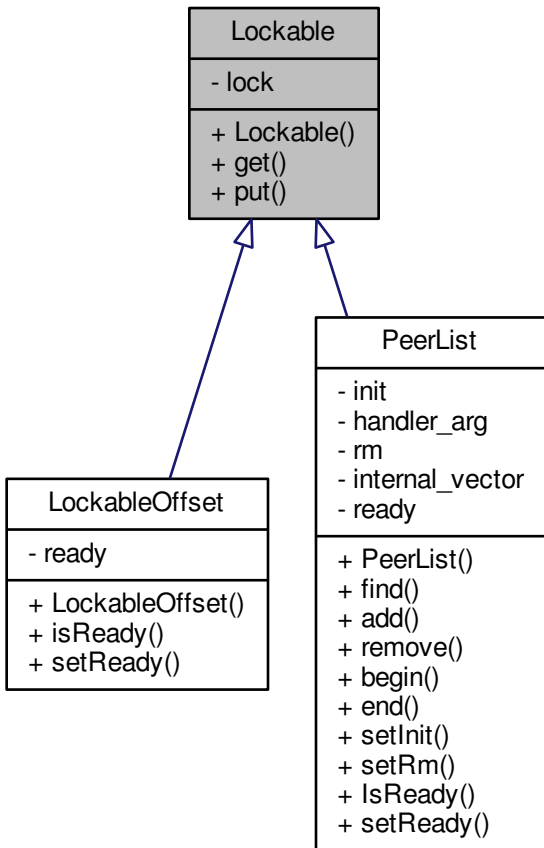 Lockable
- lock
+ Lockable()
+ get()
+ put()
LockableOffset
- ready
+ LockableOffset()
+ isReady()
+ setReady()
PeerList
- init
- handler_arg
- rm
- internal_vector
- ready
+ PeerList()
+ find()
+ add()
+ remove()
+ begin()
+ end()
+ setInit()
+ setRm()
+ IsReady()
+ setReady()